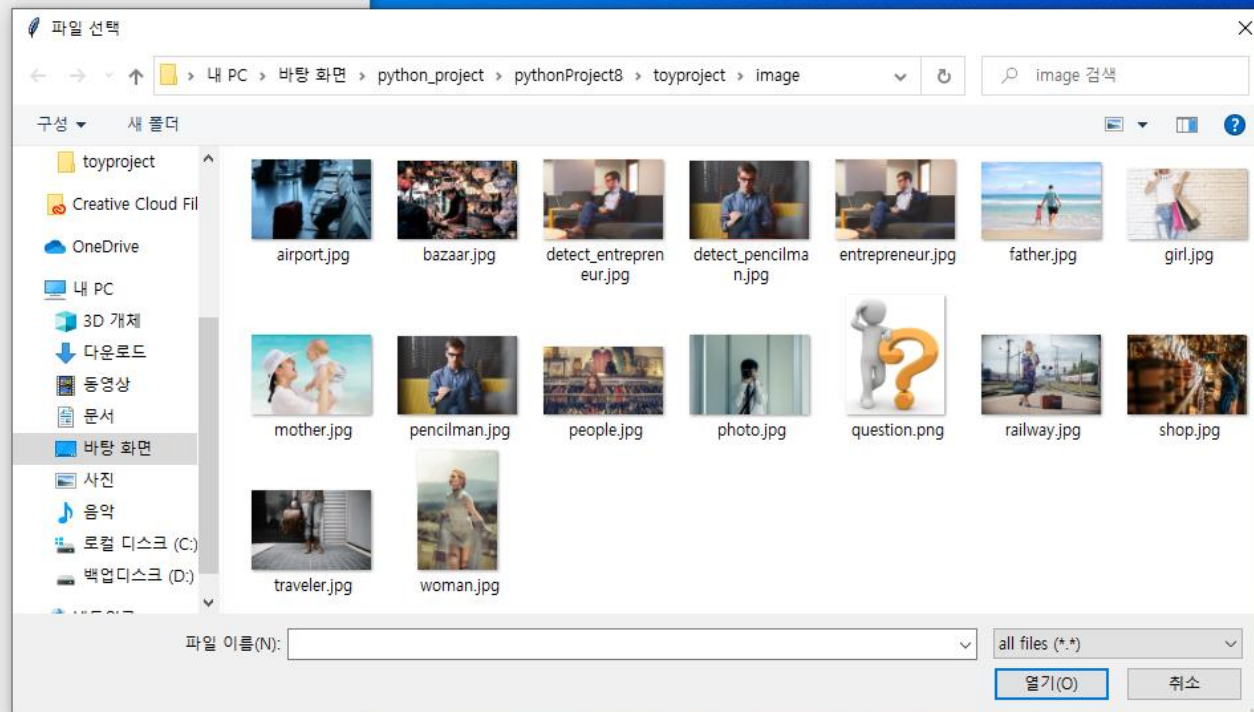 파일 선택
내 PC > 바탕 화면 > python_project > pythonProject8 > toyproject > image
image 검색
구성
새 폴더
toyproject
Creative Cloud Fil
OneDrive
내 PC
3D 개체
다운로드
동영상
문서
바탕 화면
사진
음악
로컬 디스크 (C:)
백업디스크 (D:)
airport.jpg
bazaar.jpg
detect_entrepren
eur.jpg
detect_pencilma
n.jpg
entrepreneur.jpg
father.jpg
girl.jpg
mother.jpg
pencilman.jpg
people.jpg
photo.jpg
question.png
railway.jpg
shop.jpg
traveler.jpg
woman.jpg
파일 이름(N):
all files (*.*)
열기(O)
취소